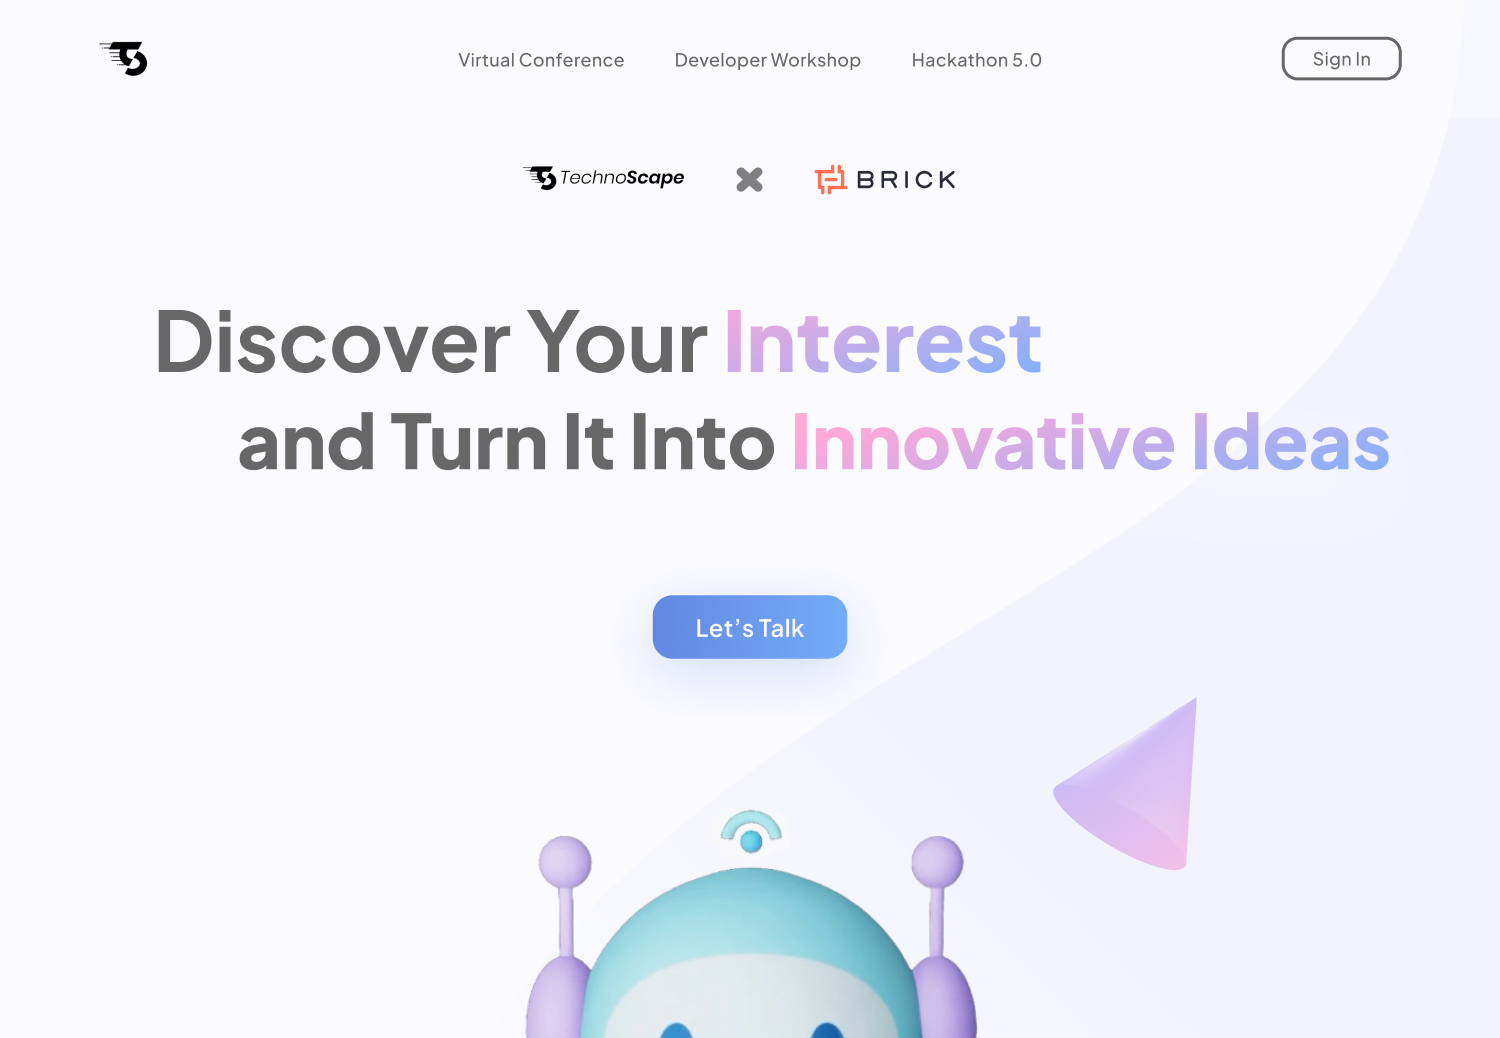 Virtual Conference Developer Workshop Hackathon 5.0 Sign In
TechnoScape BRICK
Discover Your Interest
and Turn It Into Innovative Ideas
Let’s Talk